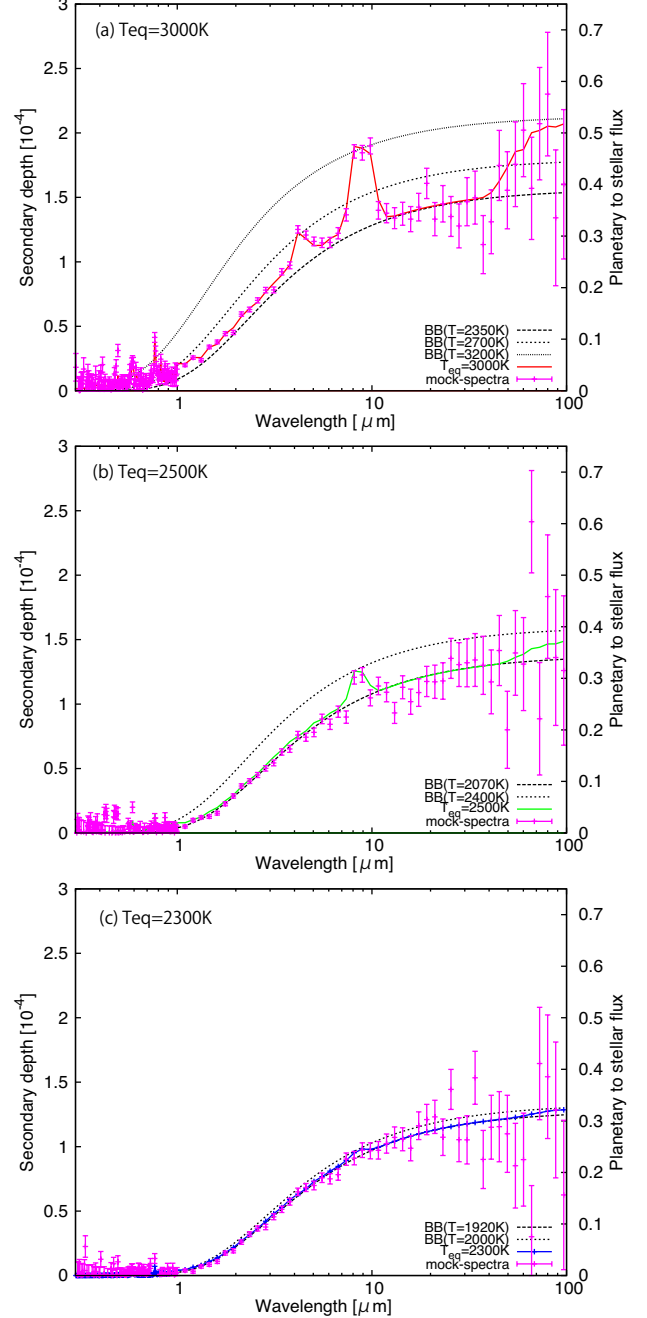 (a) Teq=3000K
3
2.5
2
1.5
1
0.5
0
0.7
0.6
0.5
0.4
0.3
0.2
0.1
0
Secondary depth [10-4]
Planetary to stellar flux
BB(T=2350K)
BB(T=2700K)
BB(T=3200K)
Teq=3000K
mock-spectra
1 10 100
Wavelength [ μm]
(b) Teq=2500K
3
2.5
2
1.5
1
0.5
0
0.7
0.6
0.5
0.4
0.3
0.2
0.1
0
Secondary depth [10-4]
Planetary to stellar flux
BB(T=2070K)
BB(T=2400K)
Teq=2500K
mock-spectra
1 10 100
Wavelength [ μm]
(c) Teq=2300K
3
2.5
2
1.5
1
0.5
0
0.7
0.6
0.5
0.4
0.3
0.2
0.1
0
Secondary depth [10-4]
Planetary to stellar flux
BB(T=1920K)
BB(T=2000K)
Teq=2300K
mock-spectra
1 10 100
Wavelength [ μm]